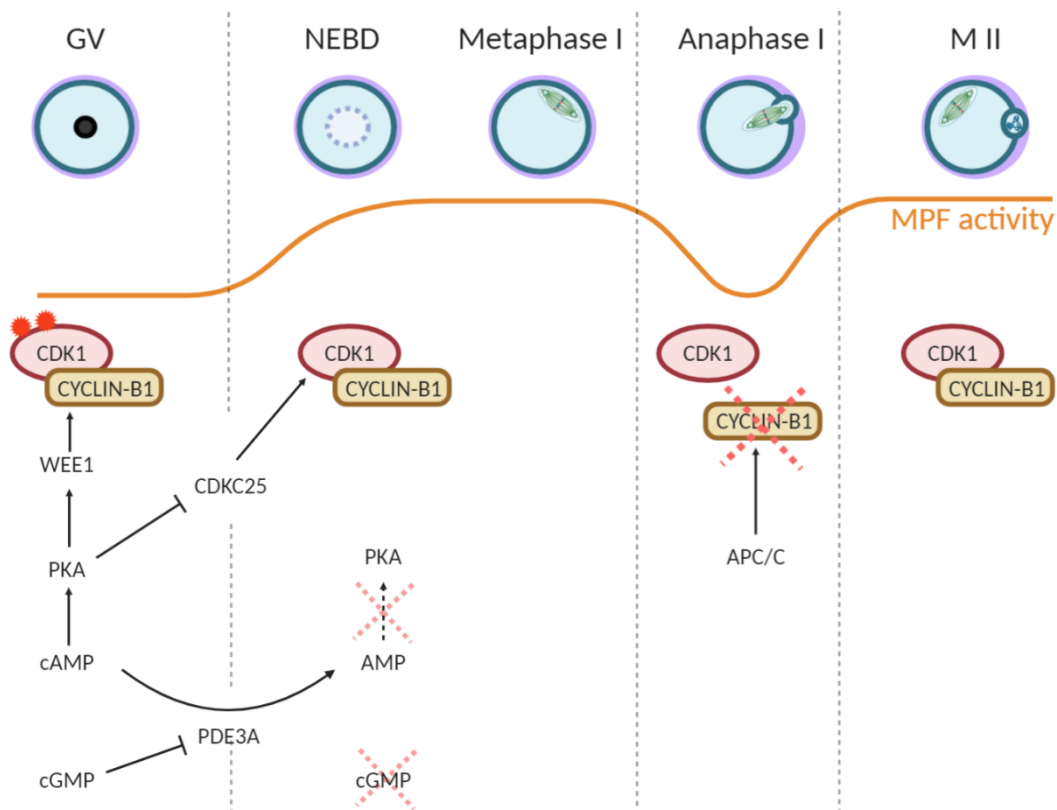 GV
NEBD
Metaphase I
Anaphase I
M II
MPF activity
CDK1
CYCLIN-B1
CDK1
CYCLIN-B1
CDK1
CYCLIN-B1
CDK1
CYCLIN-B1
WEE1
CDKC25
PKA
PKA
APC/C
cAMP
AMP
PDE3A
cGMP
cGMP